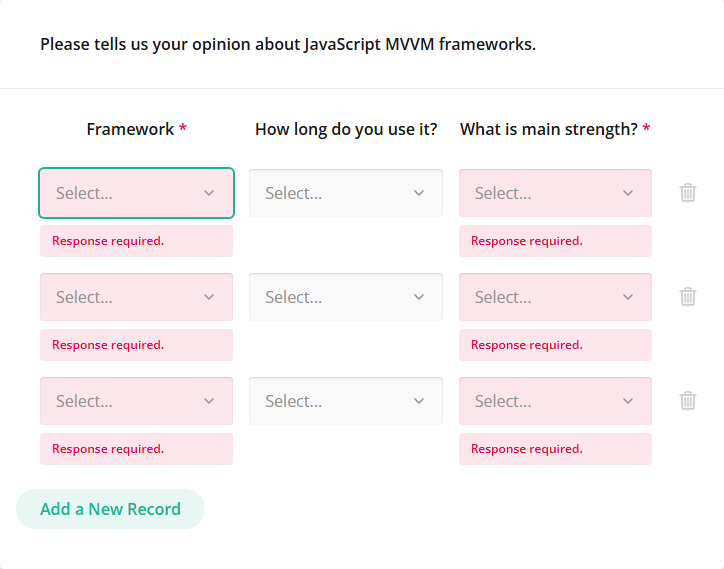 Please tells us your opinion about JavaScript MVVM frameworks.
Framework * How long do you use it? What is main strength? *
Select... Select... Select...
Response required. Response required.
Select... Select... Select...
Response required. Response required.
Select... Select... Select...
Response required. Response required.
Add a New Record